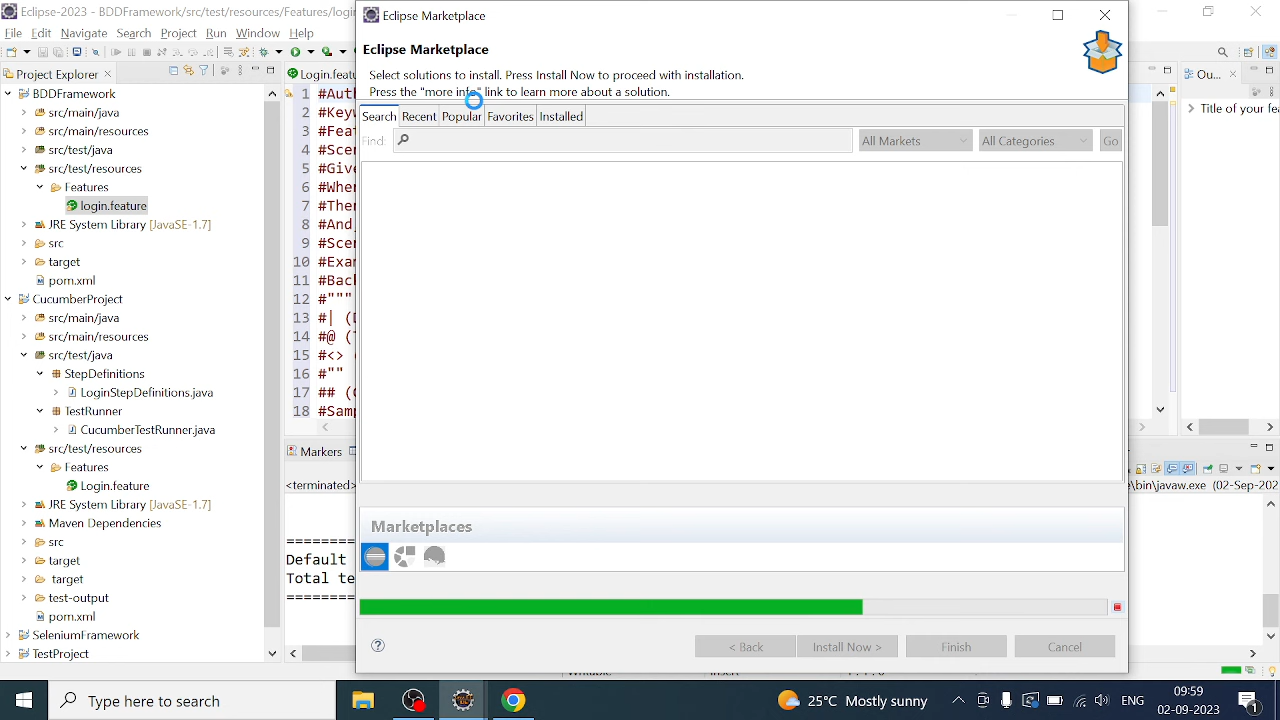 Eclipse-2023 - BDDFramework/src/test/resources/Features/login
Eclipse Marketplace
File Edit Navigate Search Project Run Window Help
Eclipse Marketplace
Select solutions to install. Press Install Now to proceed with installation.
Press the "more info" link to learn more about a solution.
Search Recent Popular Favorites Installed
Find:
All Markets
All Categories
Go
Project Explorer
BDDFramework
src/main/java
src/main/resources
src/test/java
src/test/resources
Features
login.feature
JRE System Library [JavaSE-1.7]
src
target
pom.xml
CucumberProject
src/main/java
src/main/resources
src/test/java
StepDefinitions
LoginStepDefinitions.java
TestRunner
CucumberTestRunner.java
src/test/resources
Features
Login.feature
JRE System Library [JavaSE-1.7]
Maven Dependencies
src
target
target
test-output
pom.xml
SeleniumFramework
TestProject
Login.featu
1 #Auth
2 #Keyw
3 #Feat
4 #Scen
5 #Give
6 #When
7 #Then
8 #And,
9 #Scen
10 #Exam
11 #Back
12 #"""
13 #| (D
14 #@ (T
15 #<> (
16 #""
17 ## (C
18 #Samp
Ou...
Title of your fea
Markers
<terminated>
e\bin\javaw.exe (02-Sep-202
Default
Total te
Marketplaces
< Back
Install Now >
Finish
Cancel
Type here to search
25°C Mostly sunny
ENG
09:59
02-09-2023
1